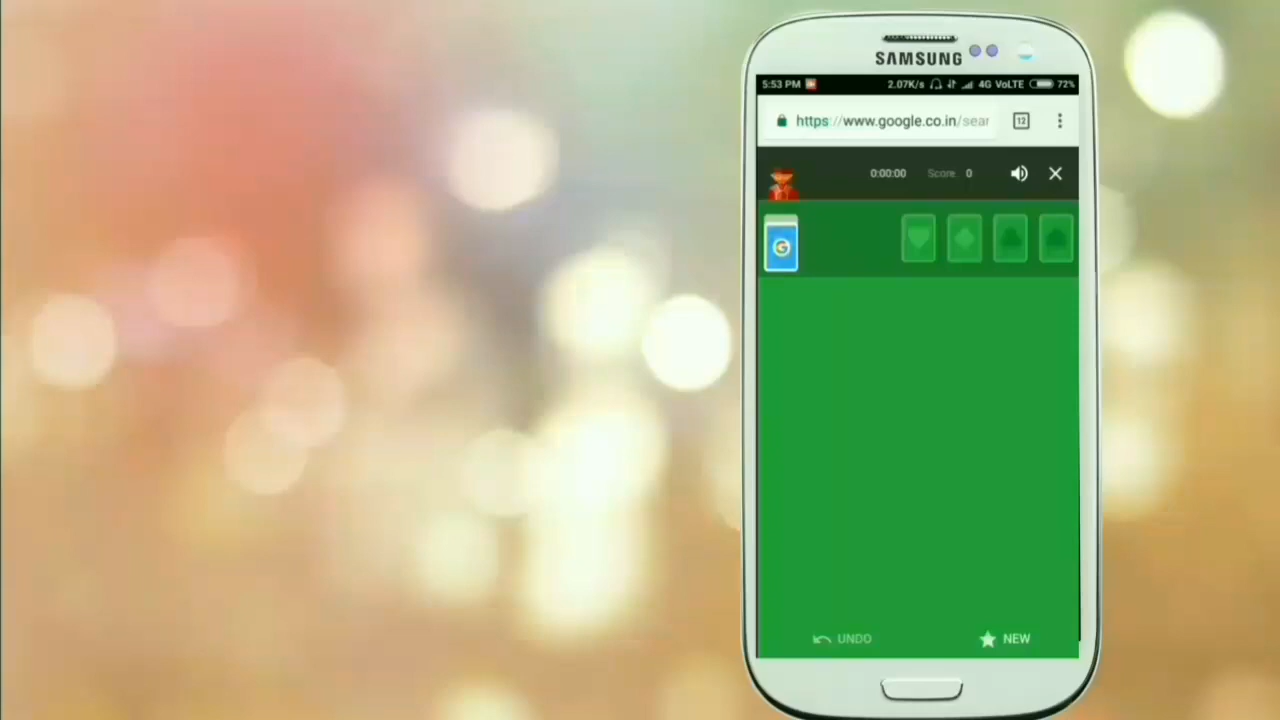 SAMSUNG
5:53 PM 2.07K/s 4G VoLTE 72%
https://www.google.co.in/sear 12
0:00:00 Score 0
G
UNDO NEW